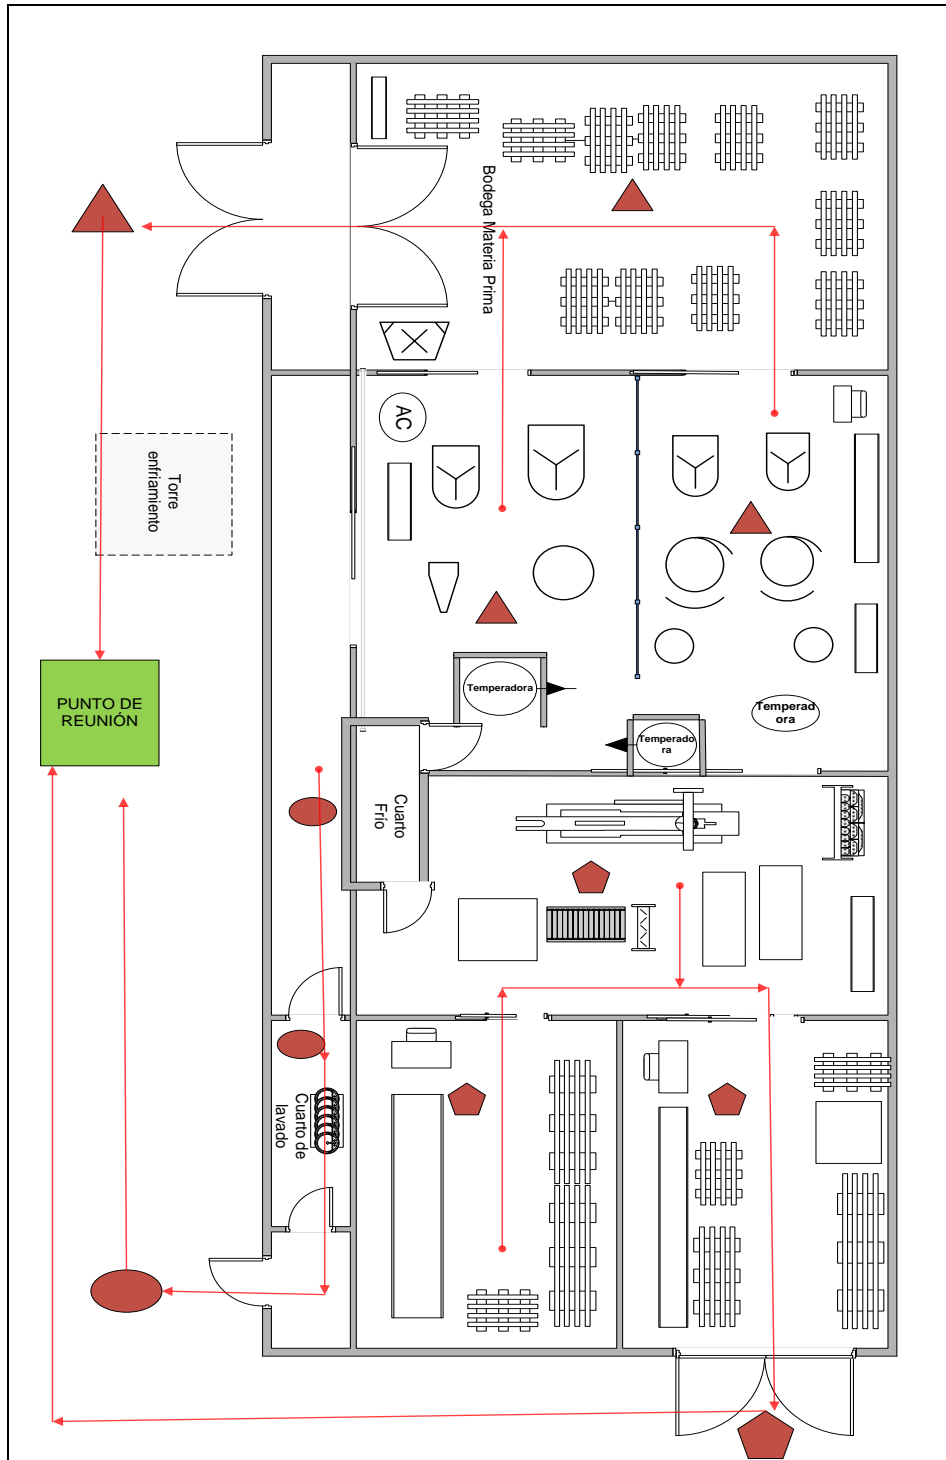 Bodega Materia Prima
AC
Torre
enfriamiento
PUNTO DE
REUNIÓN
Temperadora
Temperad
ora
Temperado
ra
Cuarto
Frío
Cuarto de
lavado